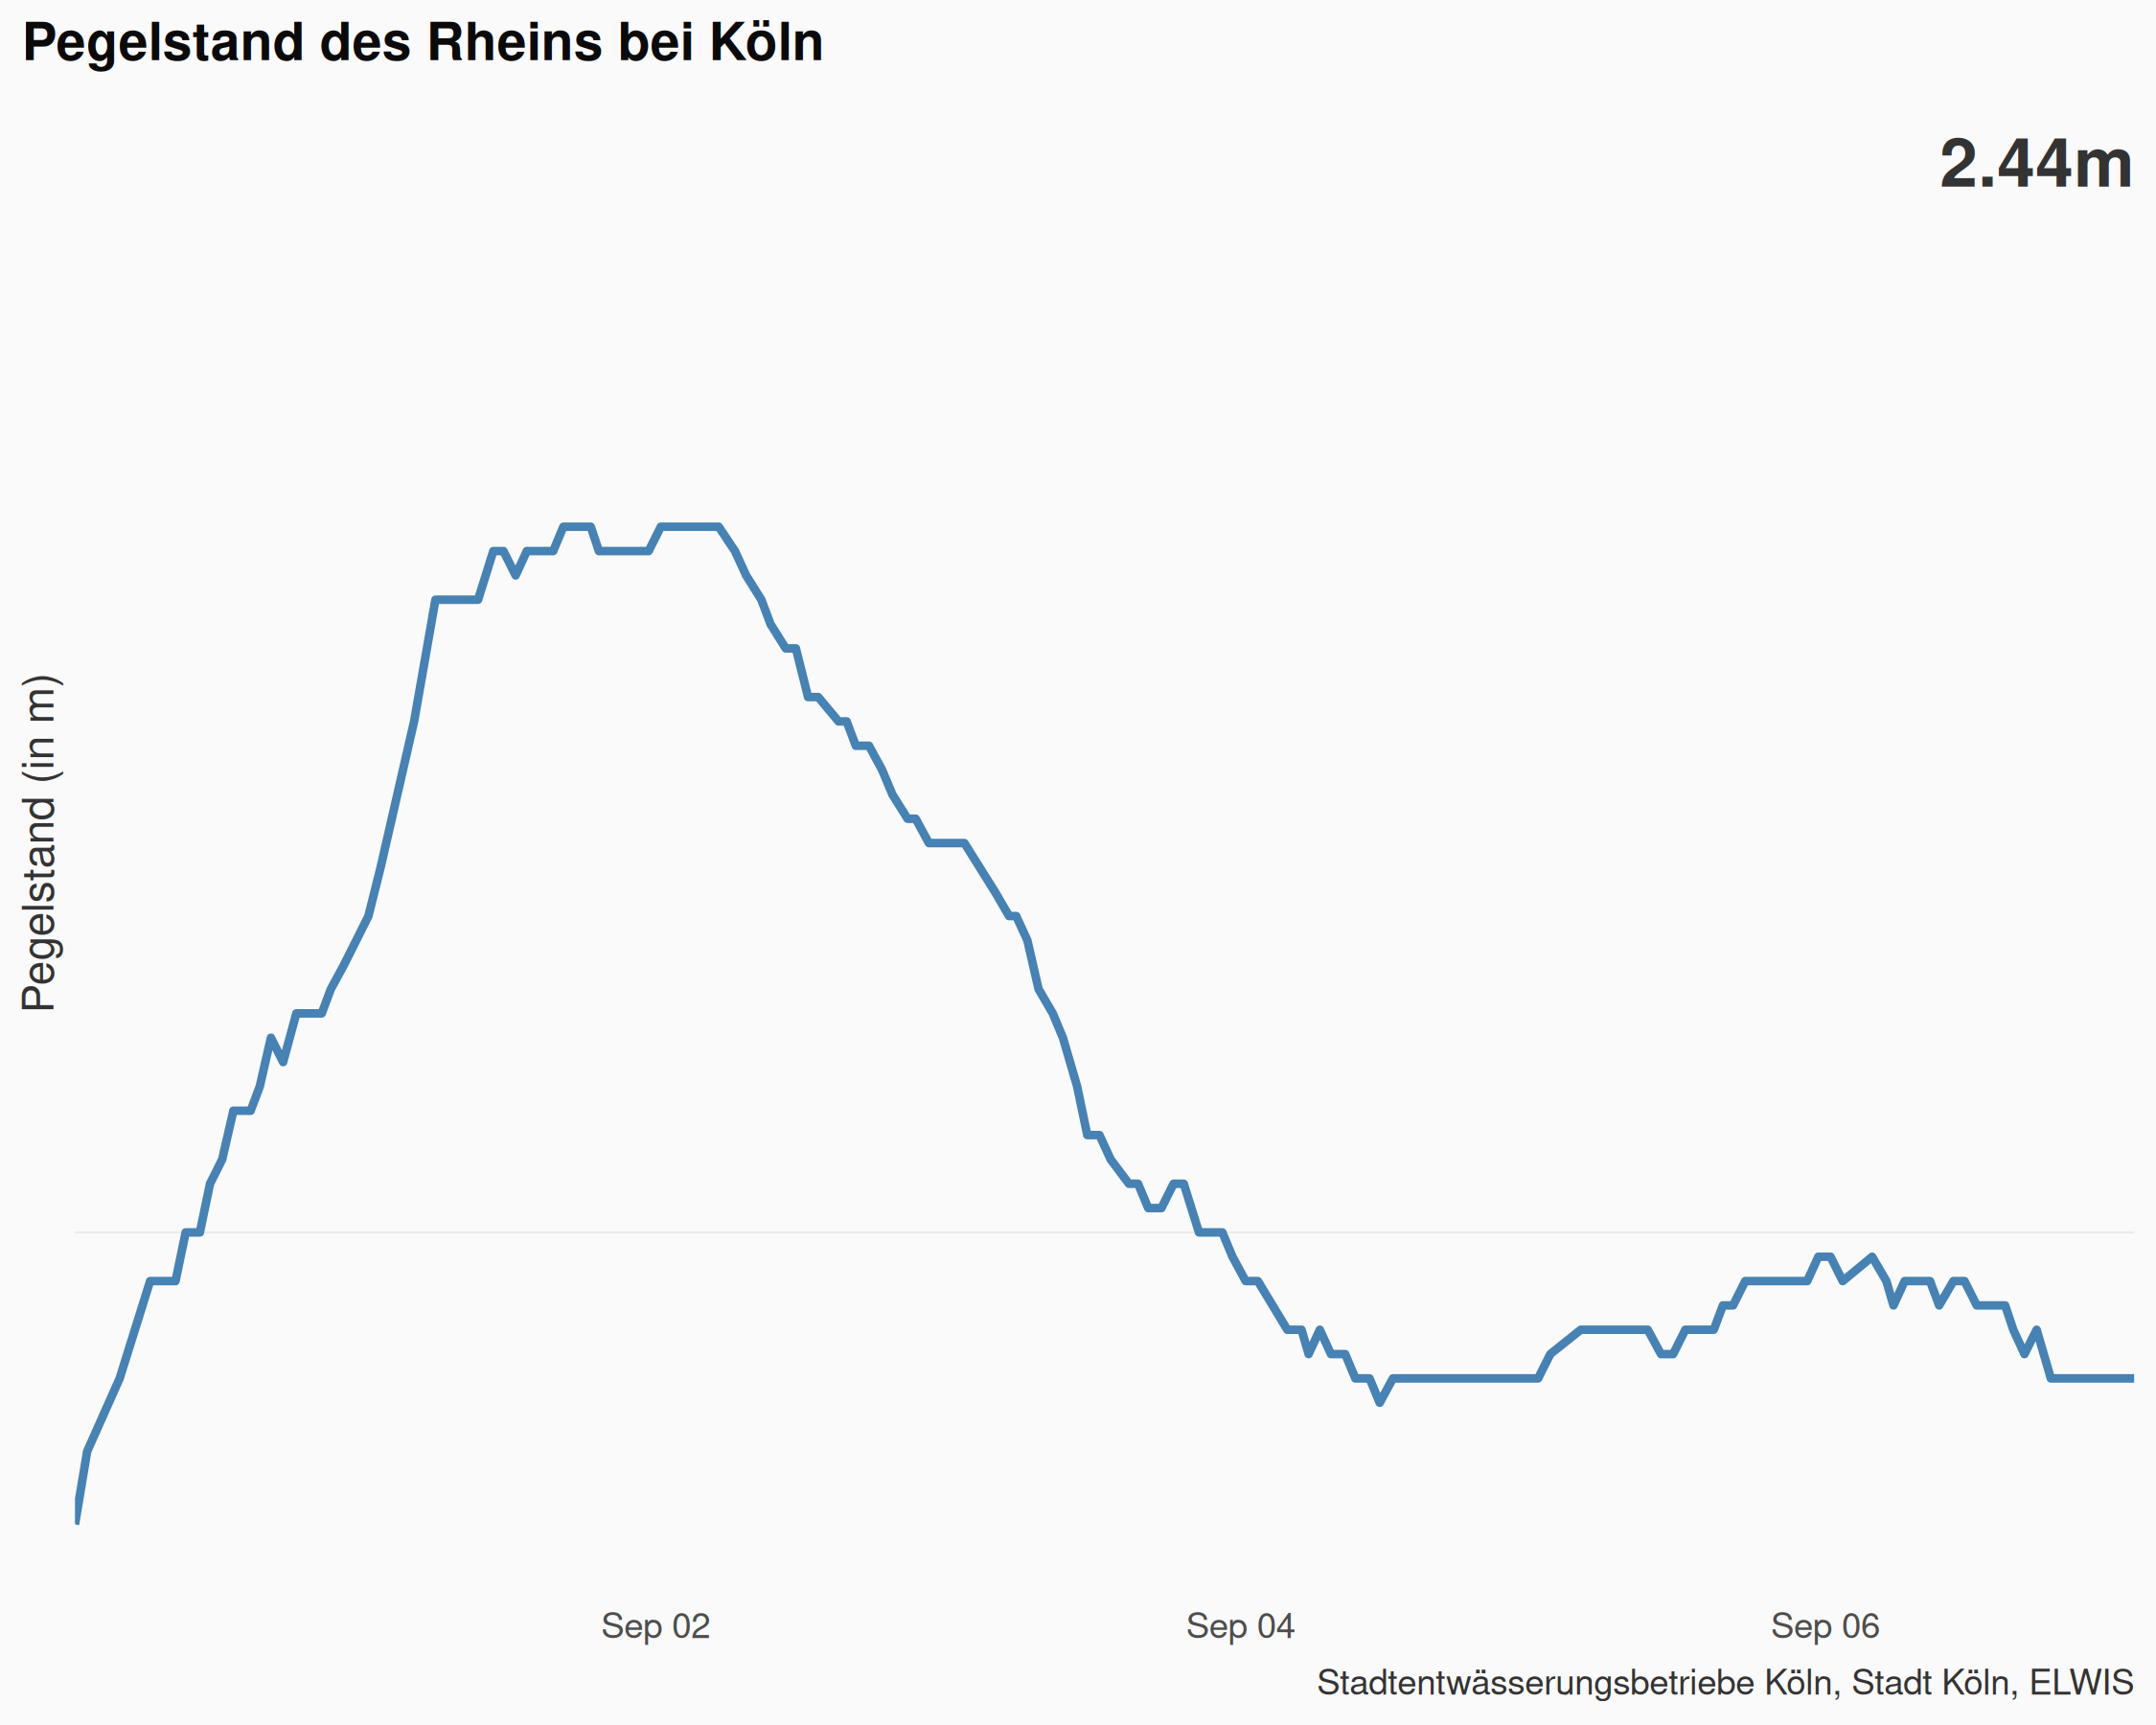 Pegelstand des Rheins bei Köln
2.44m
Pegelstand (in m)
Sep 02
Sep 04
Sep 06
Stadtentwässerungsbetriebe Köln, Stadt Köln, ELWIS